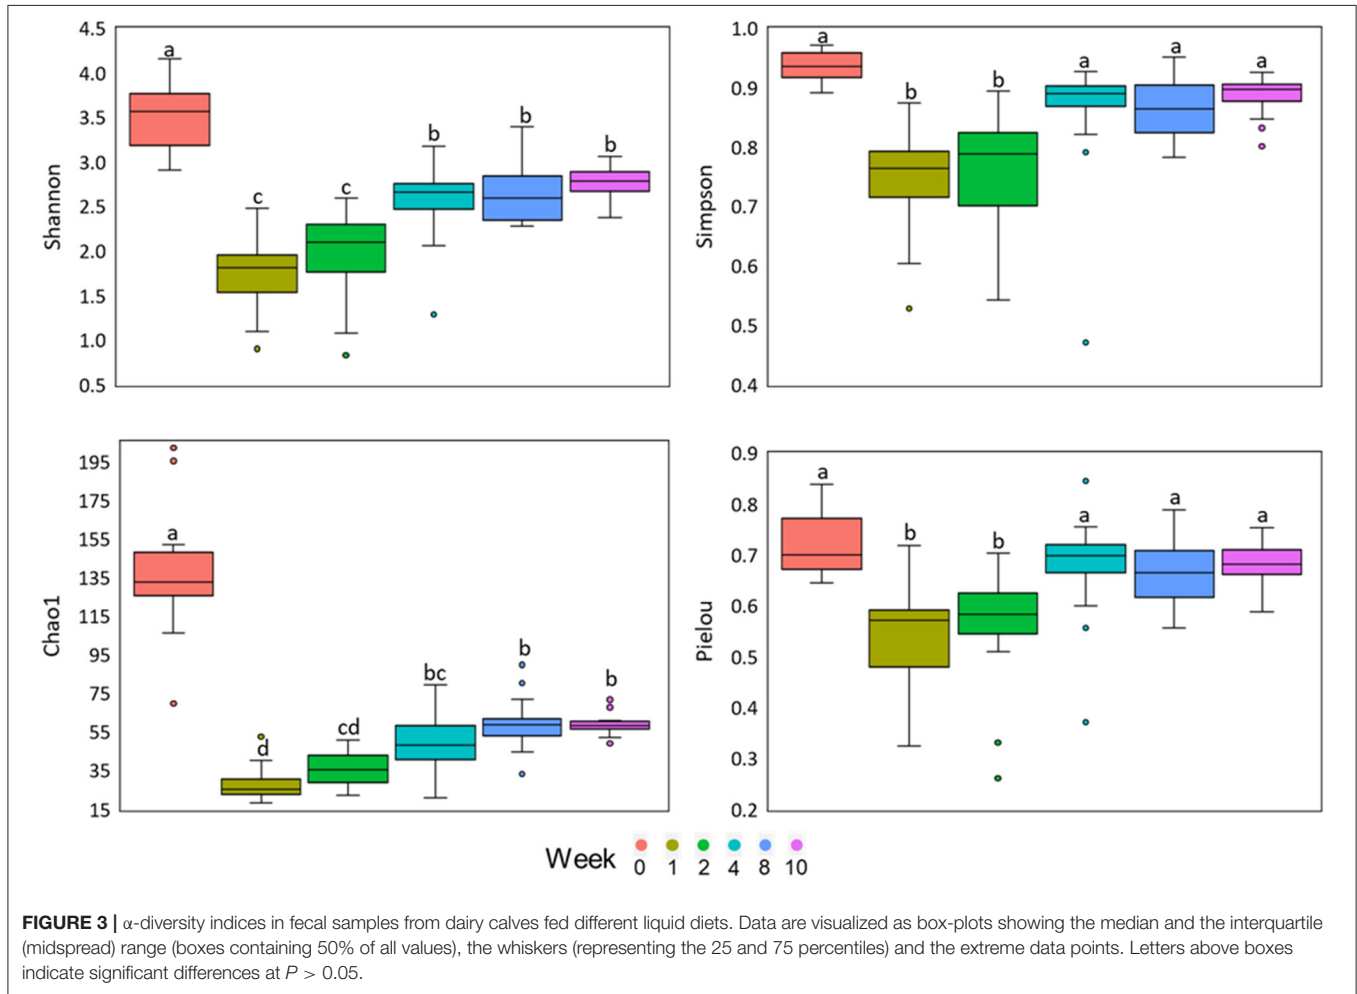 Shannon
4.5
4.0
3.5
3.0
2.5
2.0
1.5
1.0
0.5
a
c
c
b
b
b
Simpson
1.0
0.9
0.8
0.7
0.6
0.5
0.4
a
b
b
a
a
a
Chao1
195
175
155
135
115
95
75
55
35
15
a
d
cd
bc
b
b
Pielou
0.9
0.8
0.7
0.6
0.5
0.4
0.3
0.2
a
b
b
a
a
a
Week 0 1 2 4 8 10
FIGURE 3 | α-diversity indices in fecal samples from dairy calves fed different liquid diets. Data are visualized as box-plots showing the median and the interquartile
(midspread) range (boxes containing 50% of all values), the whiskers (representing the 25 and 75 percentiles) and the extreme data points. Letters above boxes
indicate significant differences at P > 0.05.